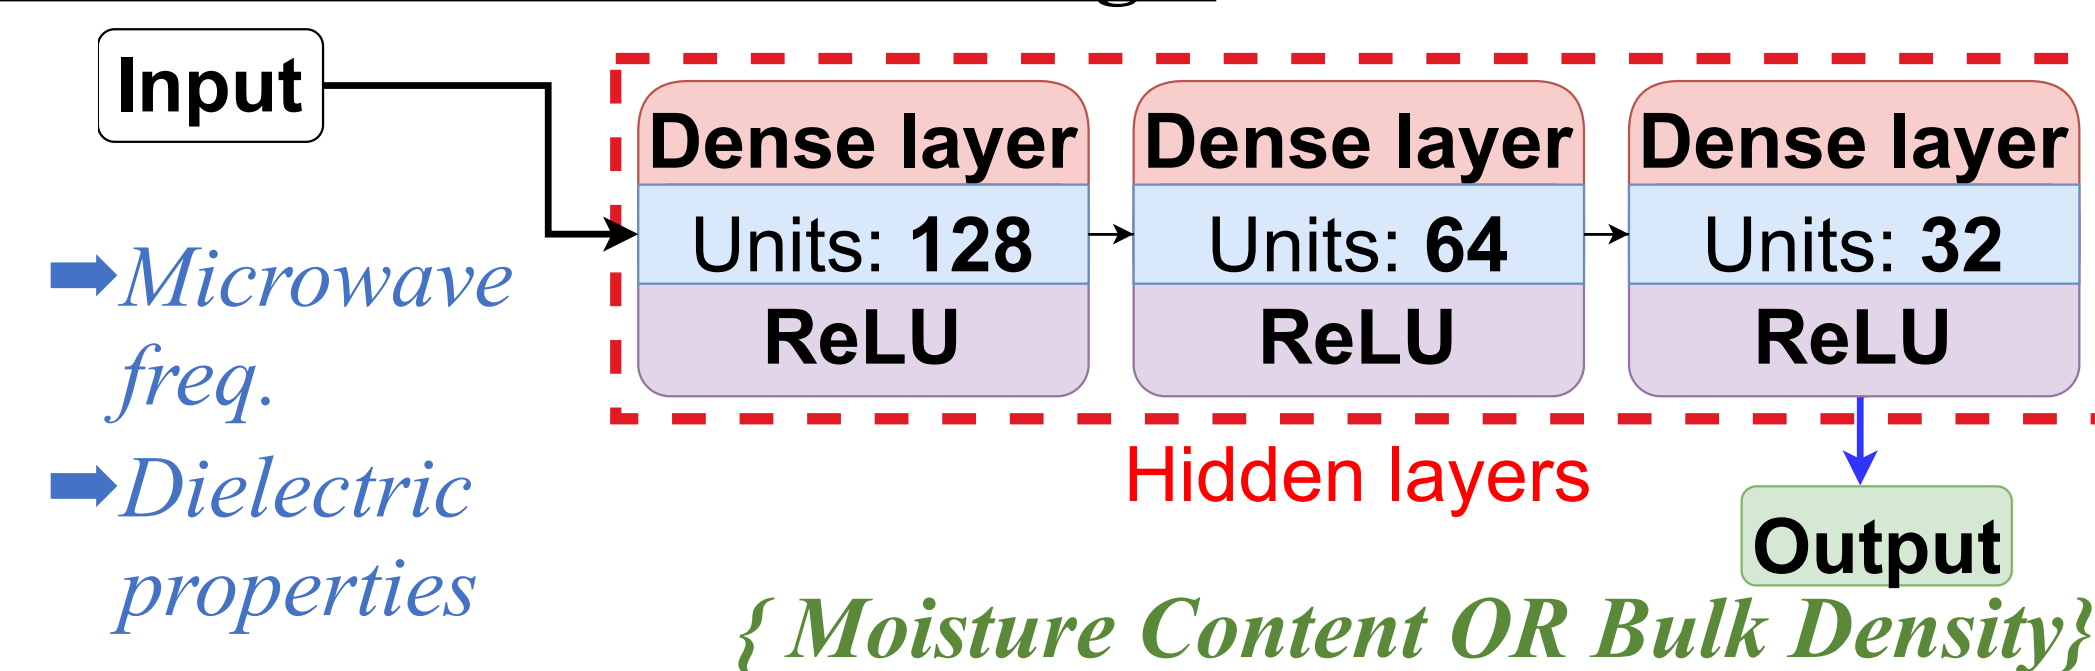 Input
Dense layer
Units: 128
ReLU
Dense layer
Units: 64
ReLU
Dense layer
Units: 32
ReLU
Hidden layers
Microwave
freq.
Dielectric
properties
Output
{ Moisture Content OR Bulk Density}